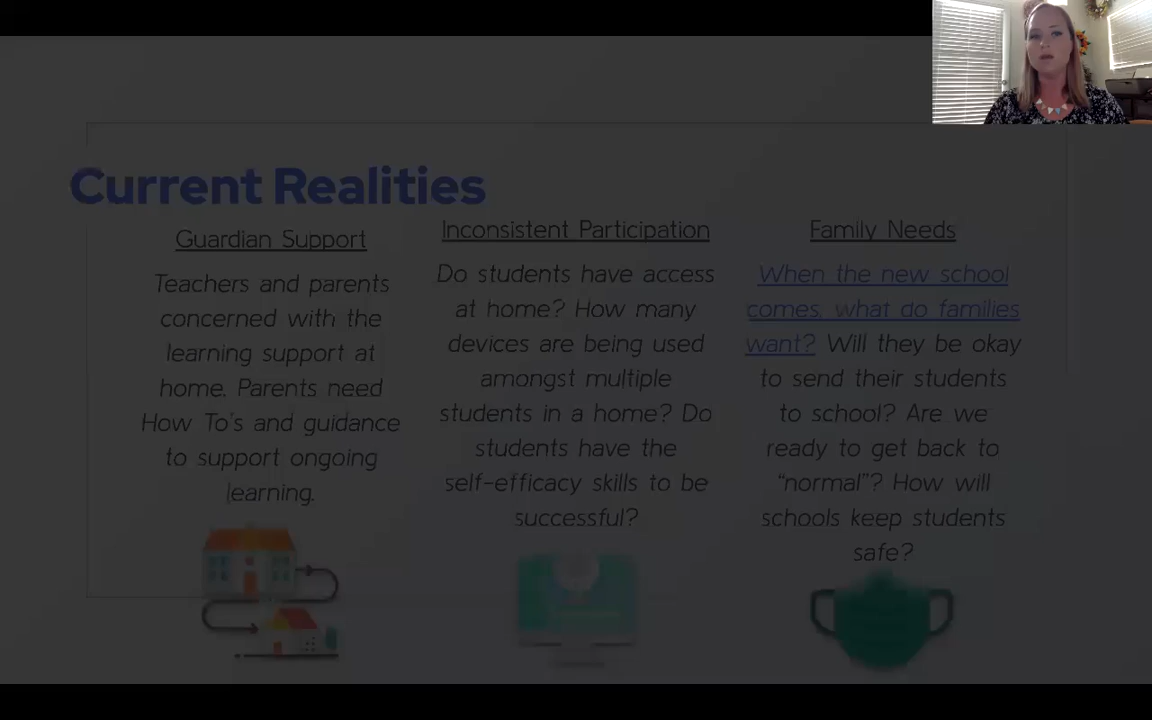 Current Realities
Guardian Support
Teachers and parents
concerned with the
learning support at
home. Parents need
How To's and guidance
to support ongoing
learning.
Inconsistent Participation
Do students have access
at home? How many
devices are being used
amongst multiple
students in a home? Do
students have the
self-efficacy skills to be
successful?
Family Needs
When the new school
comes, what do families
want? Will they be okay
to send their students
to school? Are we
ready to get back to
“normal”? How will
schools keep students
safe?